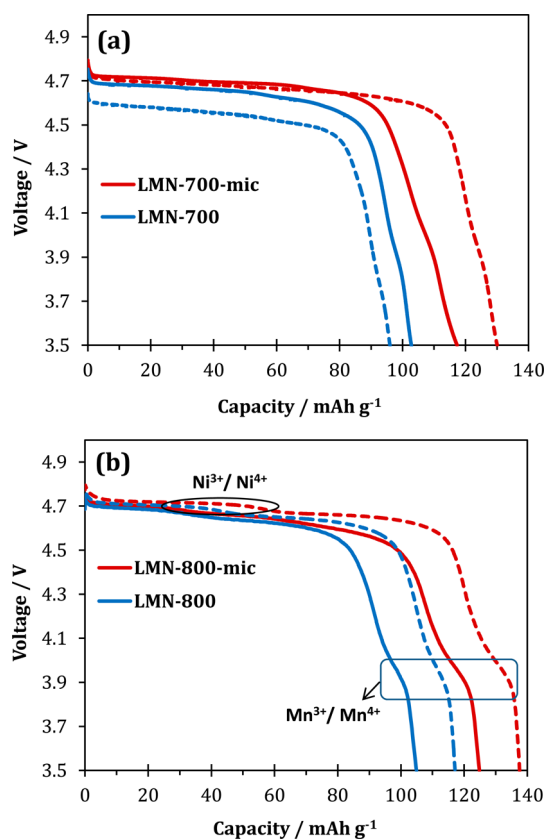 (a)
4.9
4.7
4.5
4.3
4.1
3.9
3.7
3.5
Voltage / V
LMN-700-mic
LMN-700
0 20 40 60 80 100 120 140
Capacity / mAh g⁻¹
(b)
4.9
4.7
4.5
4.3
4.1
3.9
3.7
3.5
Voltage / V
Ni³⁺/ Ni⁴⁺
LMN-800-mic
LMN-800
Mn³⁺/ Mn⁴⁺
0 20 40 60 80 100 120 140
Capacity / mAh g⁻¹